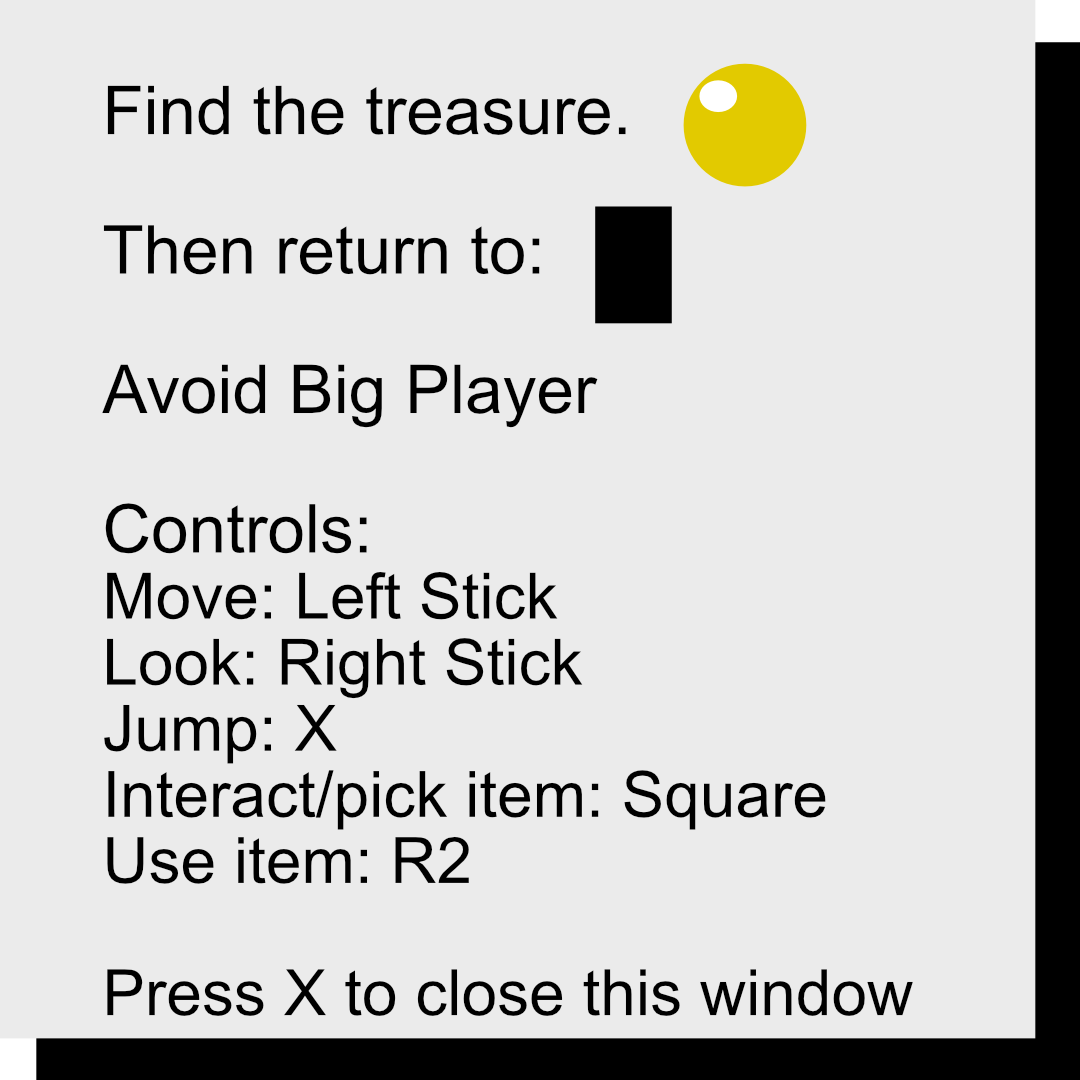 Find the treasure.
Then return to:
Avoid Big Player
Controls:
Move: Left Stick
Look: Right Stick
Jump: X
Interact/pick item: Square
Use item: R2
Press X to close this window